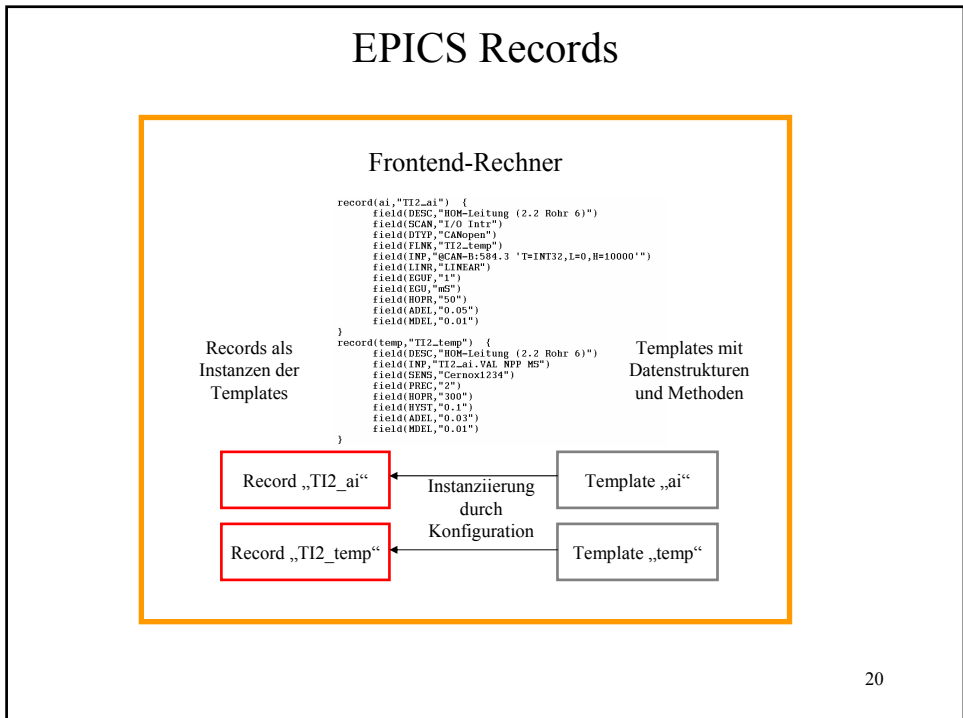 EPICS Records
Frontend-Rechner
record(ai,"TI2_ai")  {
field(DESC,"HOM-Leitung (2.2 Rohr 6)")
field(SCAN,"I/O Intr")
field(DTYP,"CANopen")
field(FLNK,"TI2_temp")
field(INP,"@CAN-B:584.3 'T=INT32,L=0,H=10000'")
field(LINR,"LINEAR")
field(EGUF,"1")
field(EGU,"mS")
field(HOPR,"50")
field(ADEL,"0.05")
field(MDEL,"0.01")
}
record(temp,"TI2_temp")  {
field(DESC,"HOM-Leitung (2.2 Rohr 6)")
field(INP,"TI2_ai.VAL NPP MS")
field(SENS,"Cernox1234")
field(PREC,"2")
field(HOPR,"300")
field(HYST,"0.1")
field(ADEL,"0.03")
field(MDEL,"0.01")
}
Records als
Instanzen der
Templates
Templates mit
Datenstrukturen
und Methoden
Record „TI2_ai“
Instanziierung
durch
Konfiguration
Template „ai“
Record „TI2_temp“
Template „temp“
20